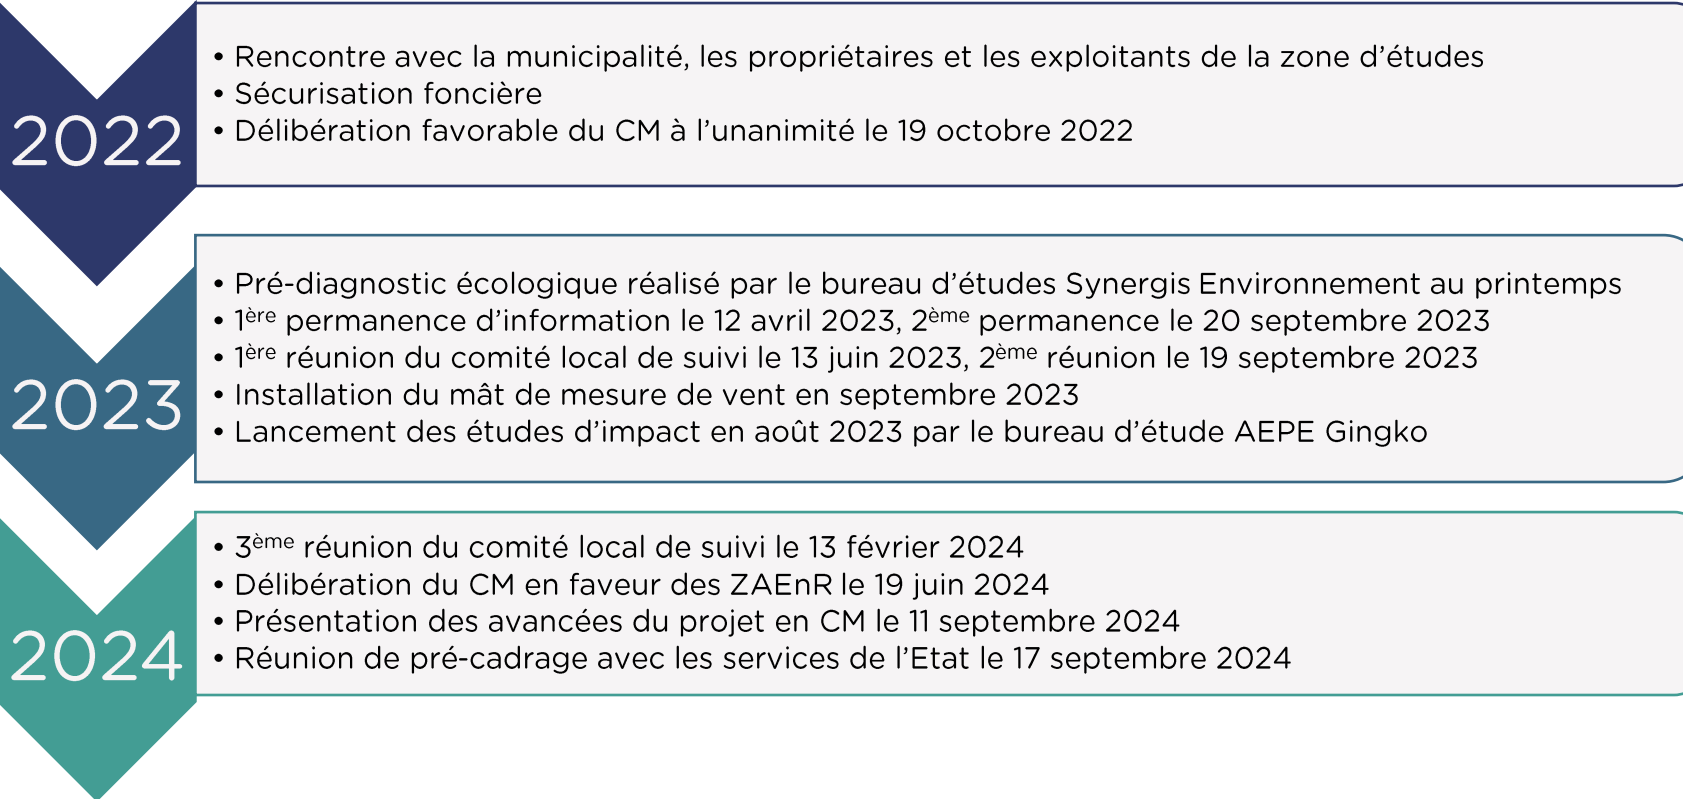 2022
• Rencontre avec la municipalité, les propriétaires et les exploitants de la zone d’études
• Sécurisation foncière
• Délibération favorable du CM à l’unanimité le 19 octobre 2022
2023
• Pré-diagnostic écologique réalisé par le bureau d’études Synergis Environnement au printemps
• 1ère permanence d’information le 12 avril 2023, 2ème permanence le 20 septembre 2023
• 1ère réunion du comité local de suivi le 13 juin 2023, 2ème réunion le 19 septembre 2023
• Installation du mât de mesure de vent en septembre 2023
• Lancement des études d’impact en août 2023 par le bureau d’étude AEPE Gingko
2024
• 3ème réunion du comité local de suivi le 13 février 2024
• Délibération du CM en faveur des ZAEnR le 19 juin 2024
• Présentation des avancées du projet en CM le 11 septembre 2024
• Réunion de pré-cadrage avec les services de l’Etat le 17 septembre 2024